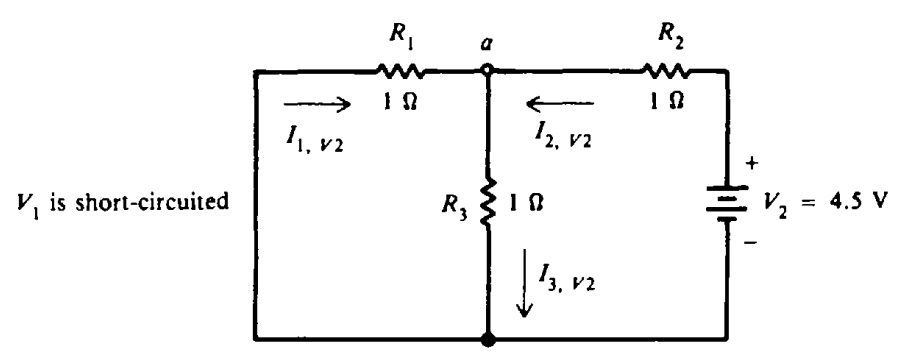 R1 a R2
1 Ω 1 Ω
I1, V2 I2, V2
+
V1 is short-circuited R3 1 Ω V2 = 4.5 V
−
I3, V2